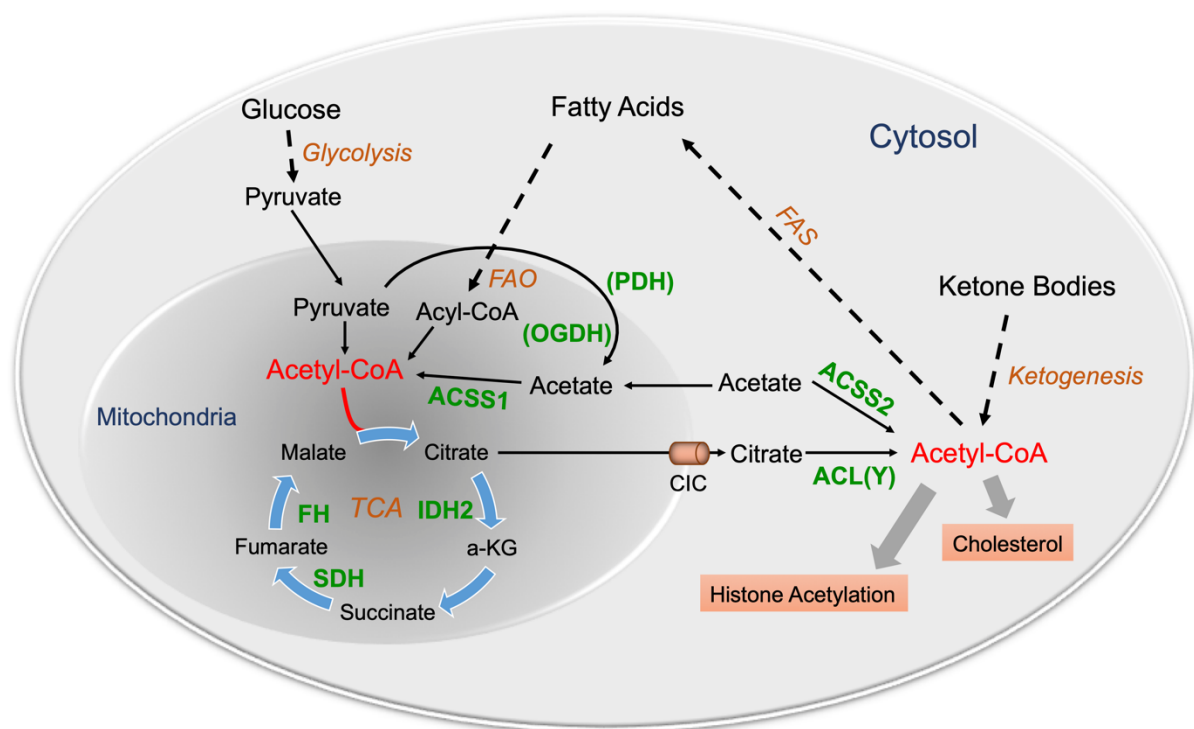 Glucose
Fatty Acids
Cytosol
Glycolysis
Pyruvate
FAS
FAO
(PDH)
Ketone Bodies
Pyruvate
Acyl-CoA
(OGDH)
Acetyl-CoA
ACSS1
Acetate
Acetate
ACSS2
Ketogenesis
Mitochondria
Malate
Citrate
CIC
Citrate
ACL(Y)
Acetyl-CoA
FH
TCA
IDH2
Fumarate
a-KG
Cholesterol
SDH
Succinate
Histone Acetylation